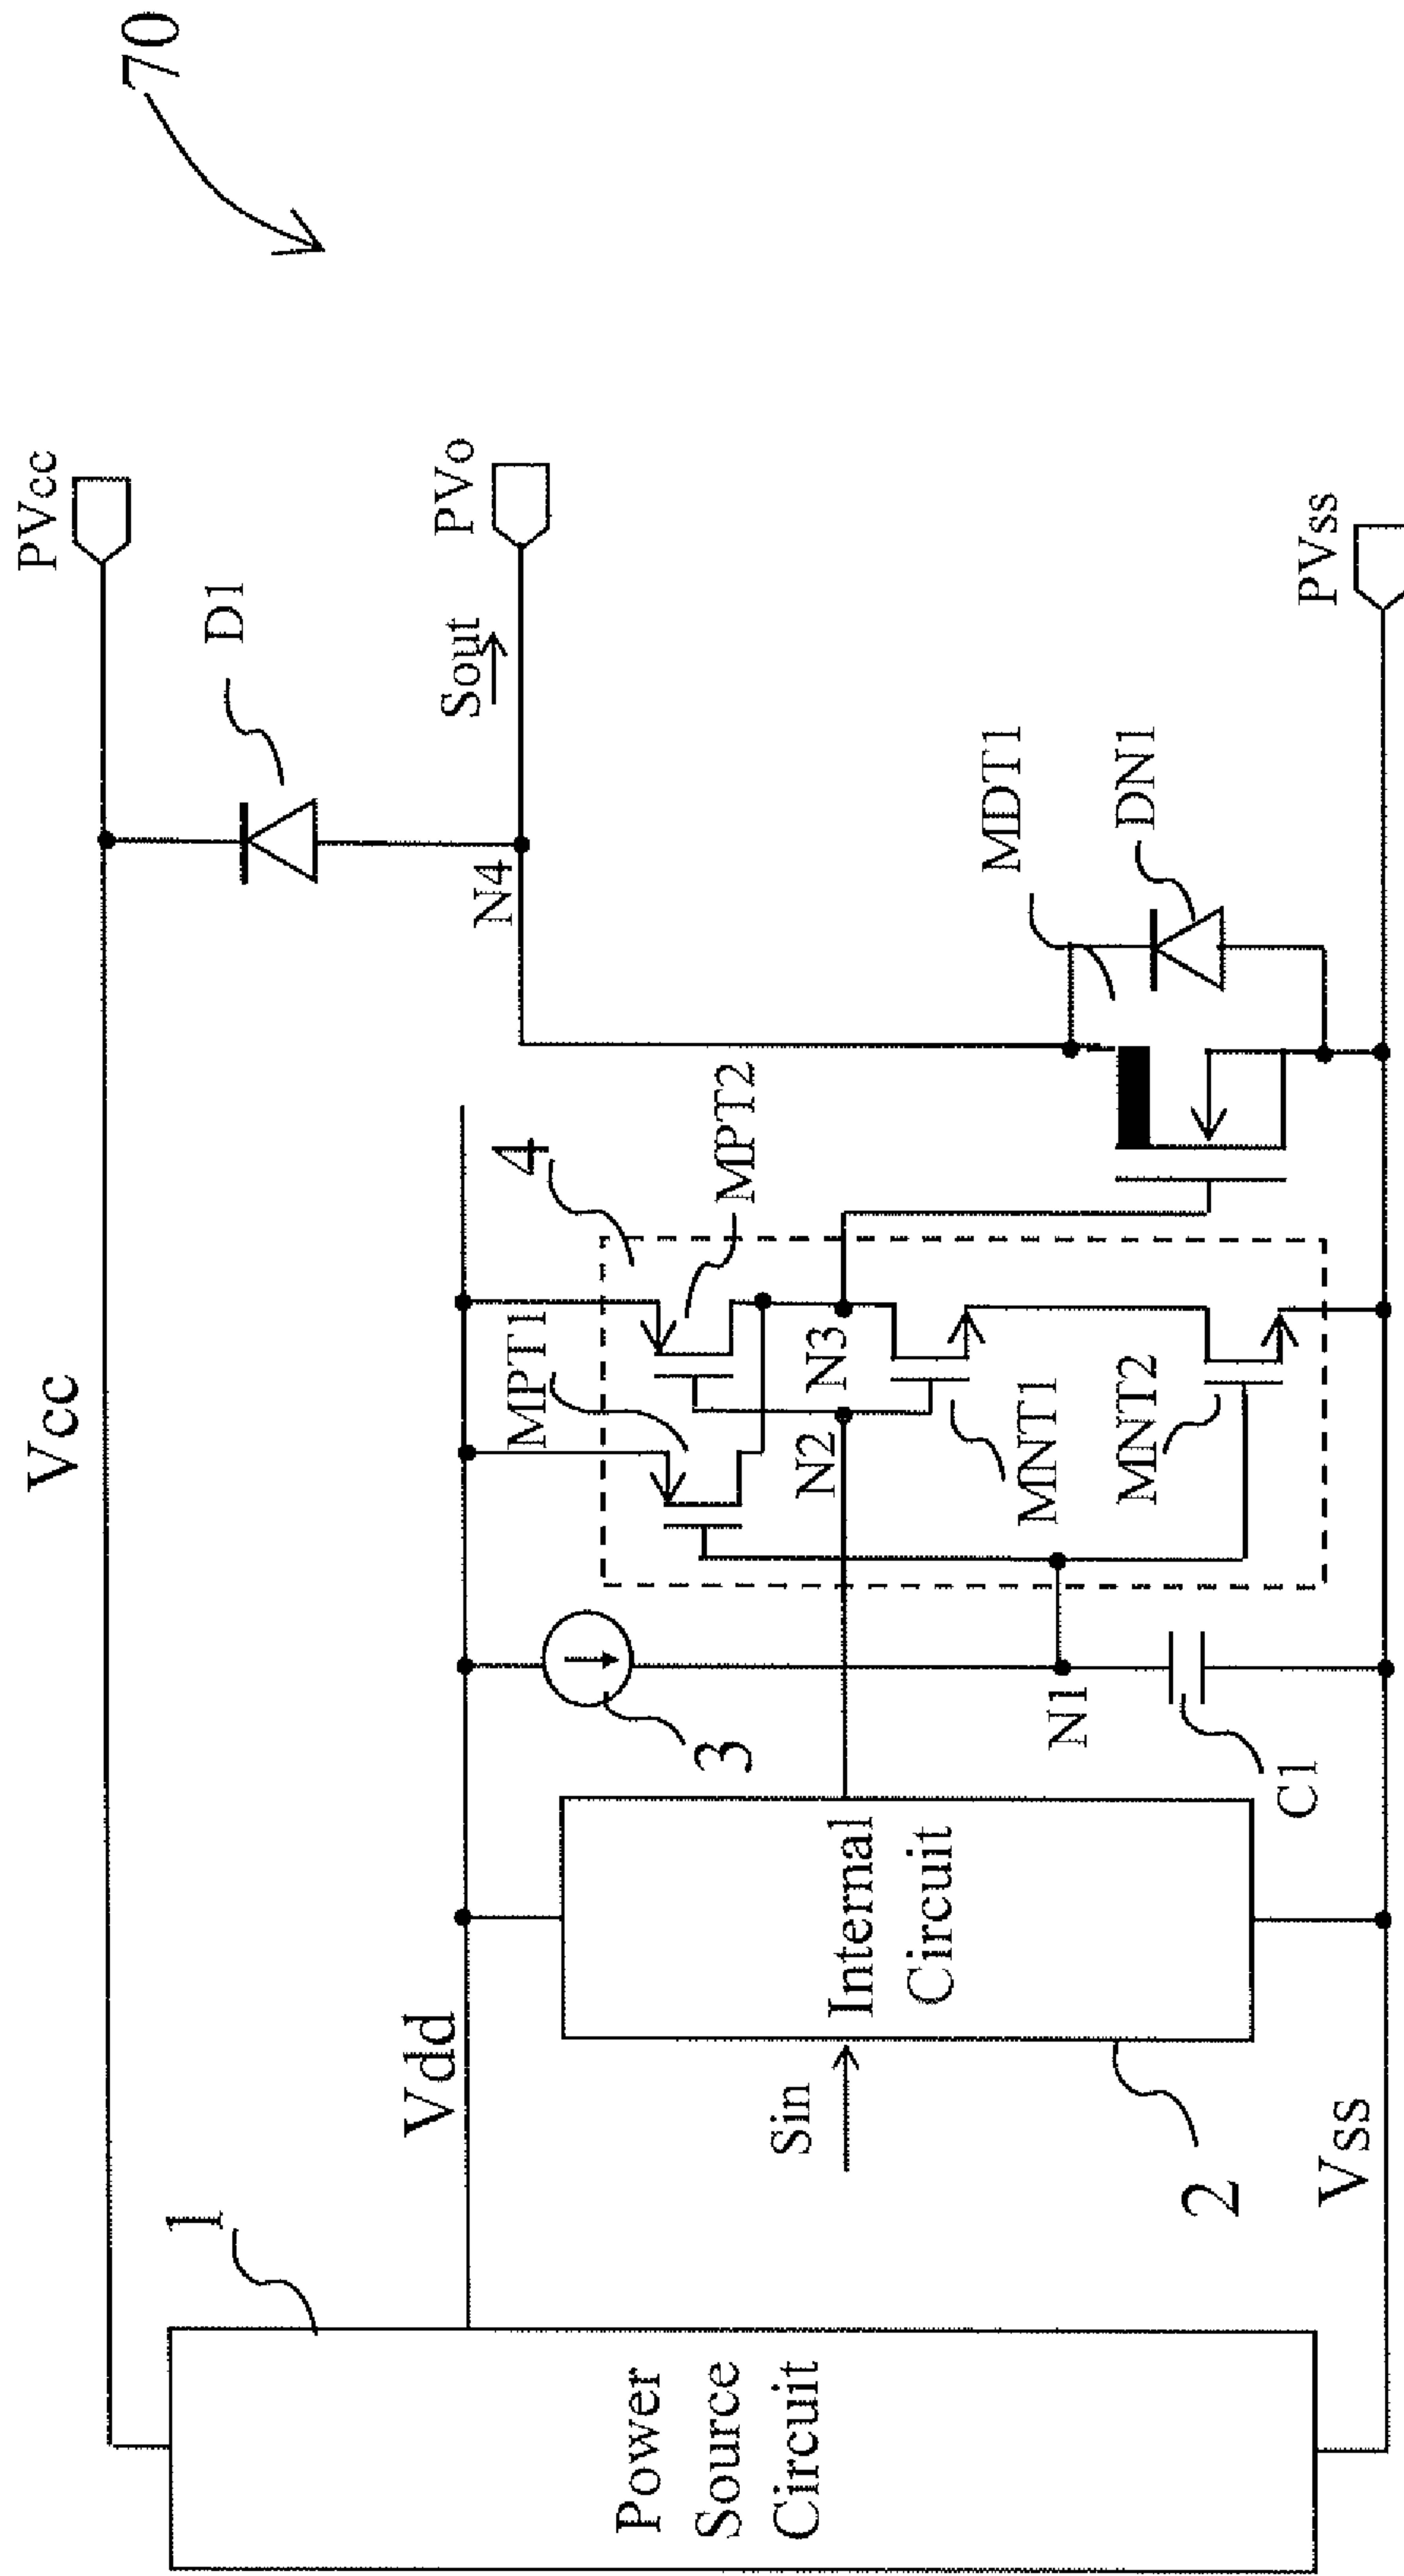 70
Vcc
PVcc
D1
1
Vdd
4
PVo
Sout
N4
MPT1
MPT2
3
Power
Source
Circuit
Sin
Internal
Circuit
N2
N3
MDT1
MNT1
N1
MNT2
DN1
2
C1
Vss
PVss